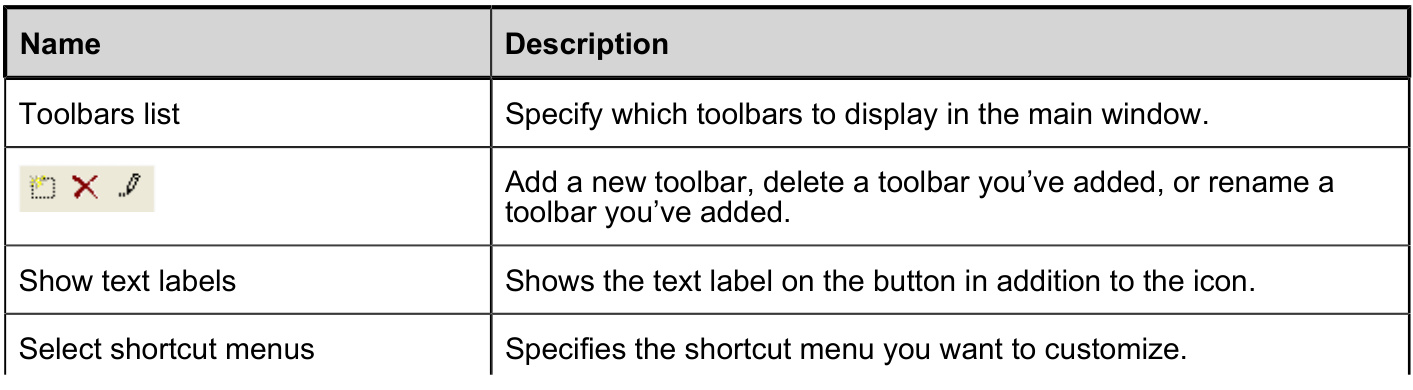 Name Description
Toolbars list Specify which toolbars to display in the main window.
Add a new toolbar, delete a toolbar you’ve added, or rename a
toolbar you’ve added.
Show text labels Shows the text label on the button in addition to the icon.
Select shortcut menus Specifies the shortcut menu you want to customize.